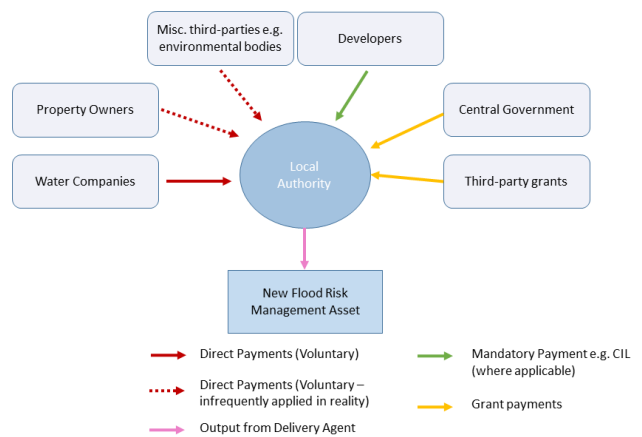 Misc. third-parties e.g.
environmental bodies
Developers
Property Owners
Central Government
Local
Authority
Water Companies
Third-party grants
New Flood Risk
Management Asset
Direct Payments (Voluntary)
Mandatory Payment e.g. CIL
(where applicable)
Direct Payments (Voluntary –
infrequently applied in reality)
Grant payments
Output from Delivery Agent